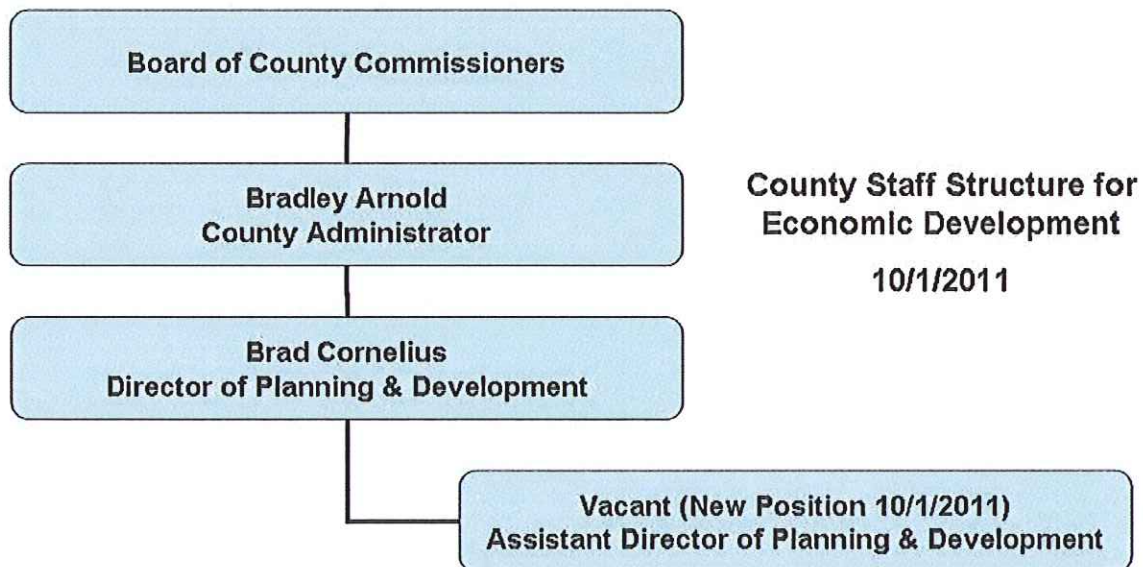 Board of County Commissioners
Bradley Arnold
County Administrator
County Staff Structure for
Economic Development
10/1/2011
Brad Cornelius
Director of Planning & Development
Vacant (New Position 10/1/2011)
Assistant Director of Planning & Development